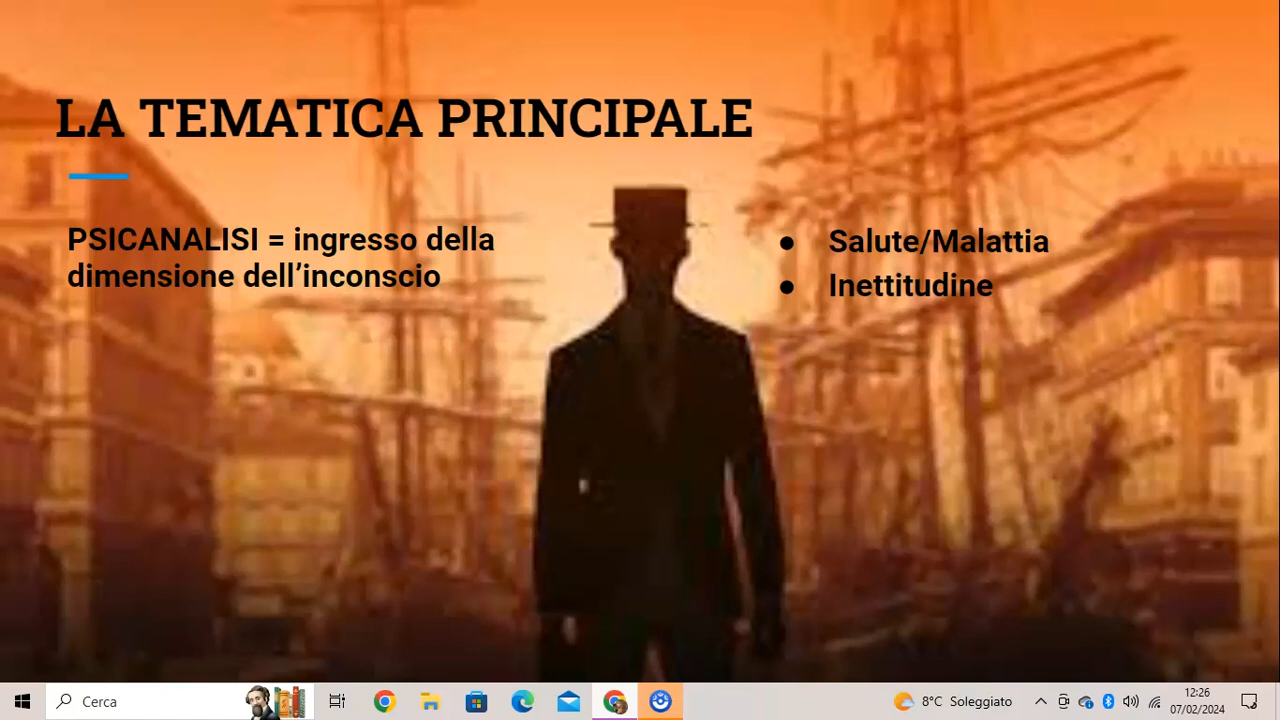 LA TEMATICA PRINCIPALE
PSICANALISI = ingresso della
dimensione dell’inconscio
● Salute/Malattia
● Inettitudine
Cerca
8°C Soleggiato
12:26
07/02/2024